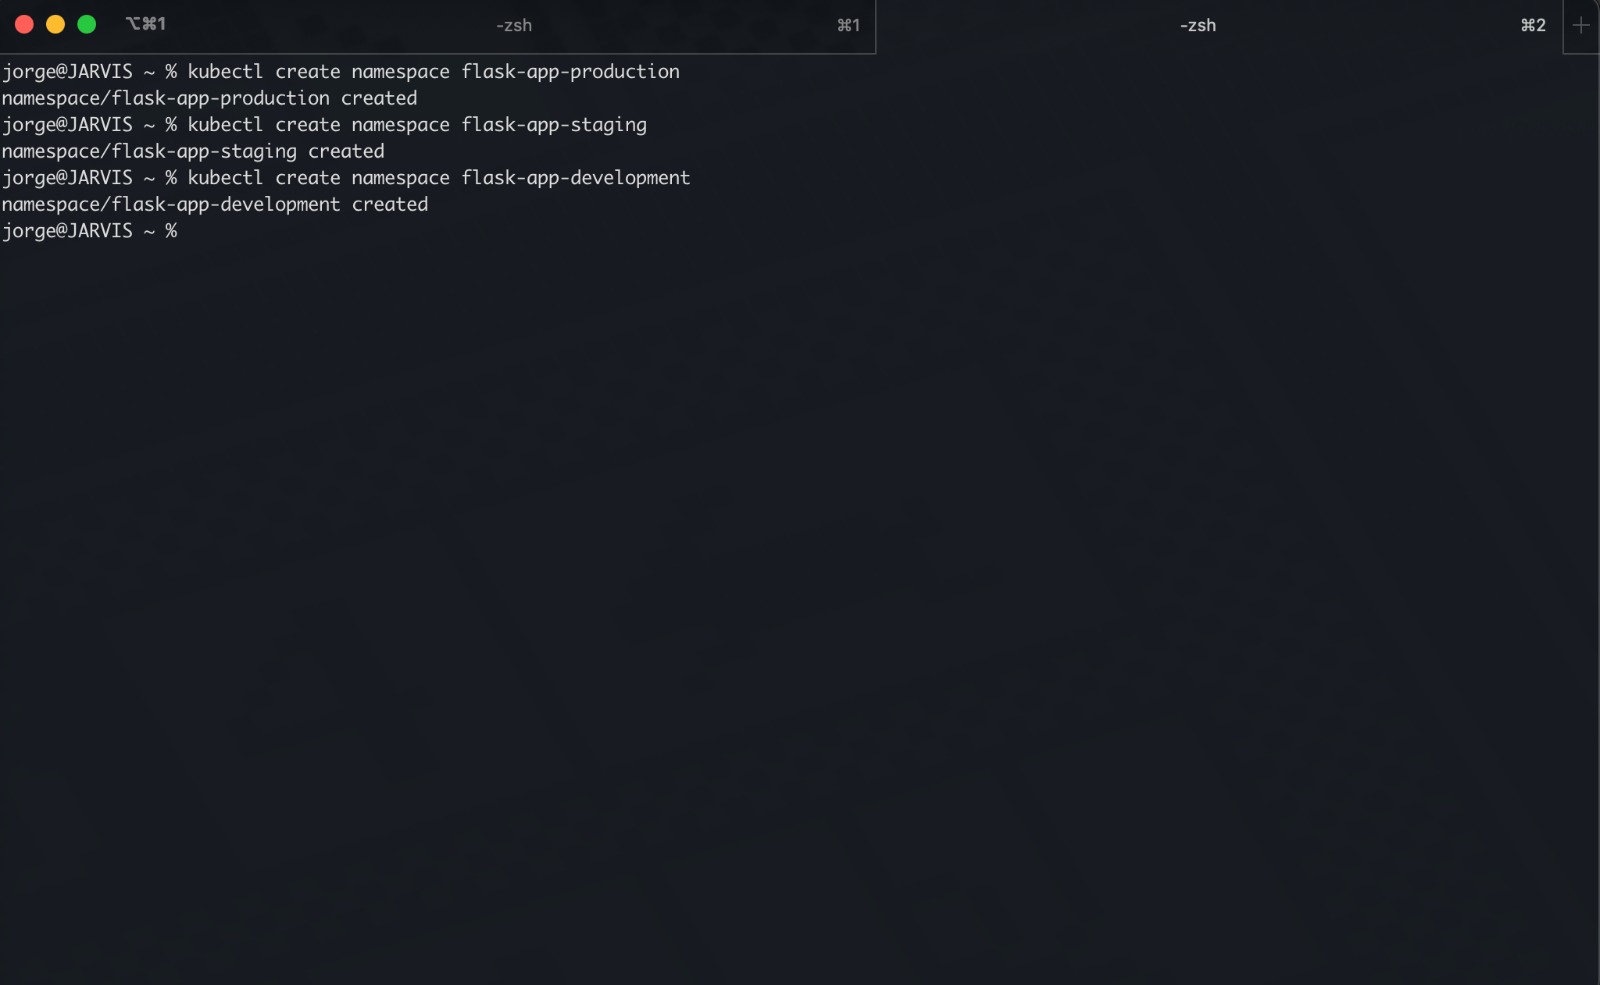 ⌥⌘1 -zsh ⌘1 -zsh ⌘2 +
jorge@JARVIS ~ % kubectl create namespace flask-app-production
namespace/flask-app-production created
jorge@JARVIS ~ % kubectl create namespace flask-app-staging
namespace/flask-app-staging created
jorge@JARVIS ~ % kubectl create namespace flask-app-development
namespace/flask-app-development created
jorge@JARVIS ~ %